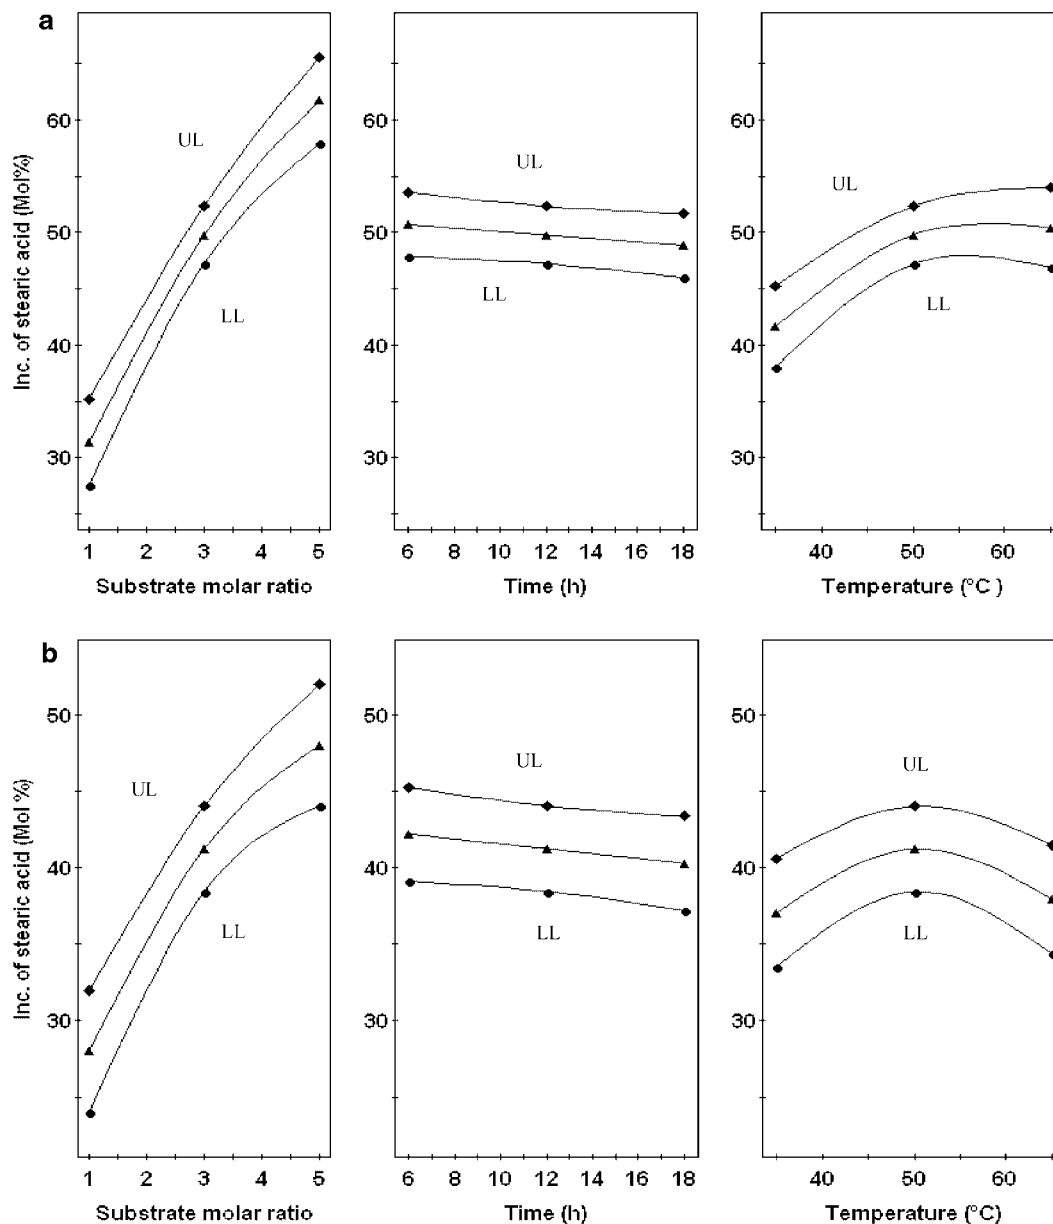 a
Inc. of stearic acid (Mol%)
60
50
40
30
UL
LL
1 2 3 4 5
Substrate molar ratio
60
50
40
30
UL
LL
6 8 10 12 14 16 18
Time (h)
60
50
40
30
UL
LL
40 50 60
Temperature (°C )
b
Inc. of stearic acid (Mol %)
50
40
30
UL
LL
1 2 3 4 5
Substrate molar ratio
50
40
30
UL
LL
6 8 10 12 14 16 18
Time (h)
50
40
30
UL
LL
40 50 60
Temperature (°C)